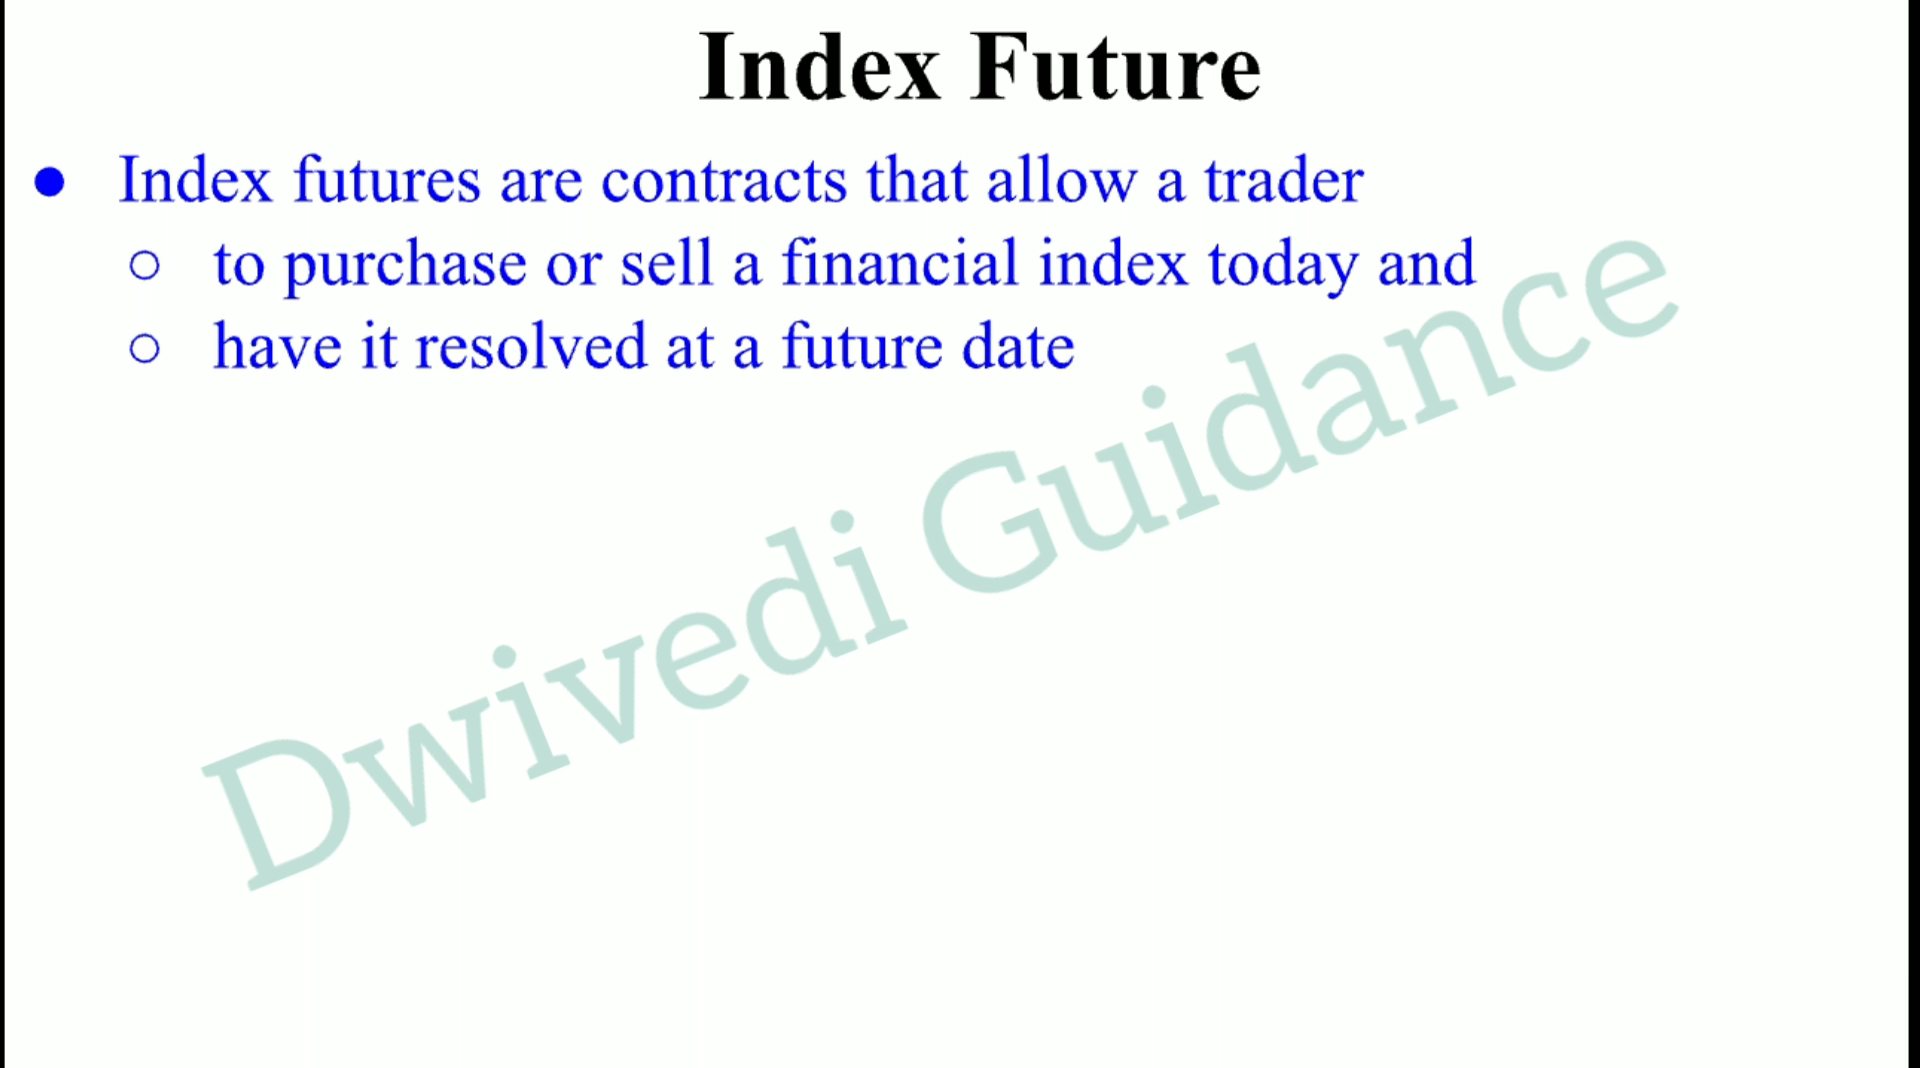 Index Future
● Index futures are contracts that allow a trader
○ to purchase or sell a financial index today and
○ have it resolved at a future date
Dwivedi Guidance